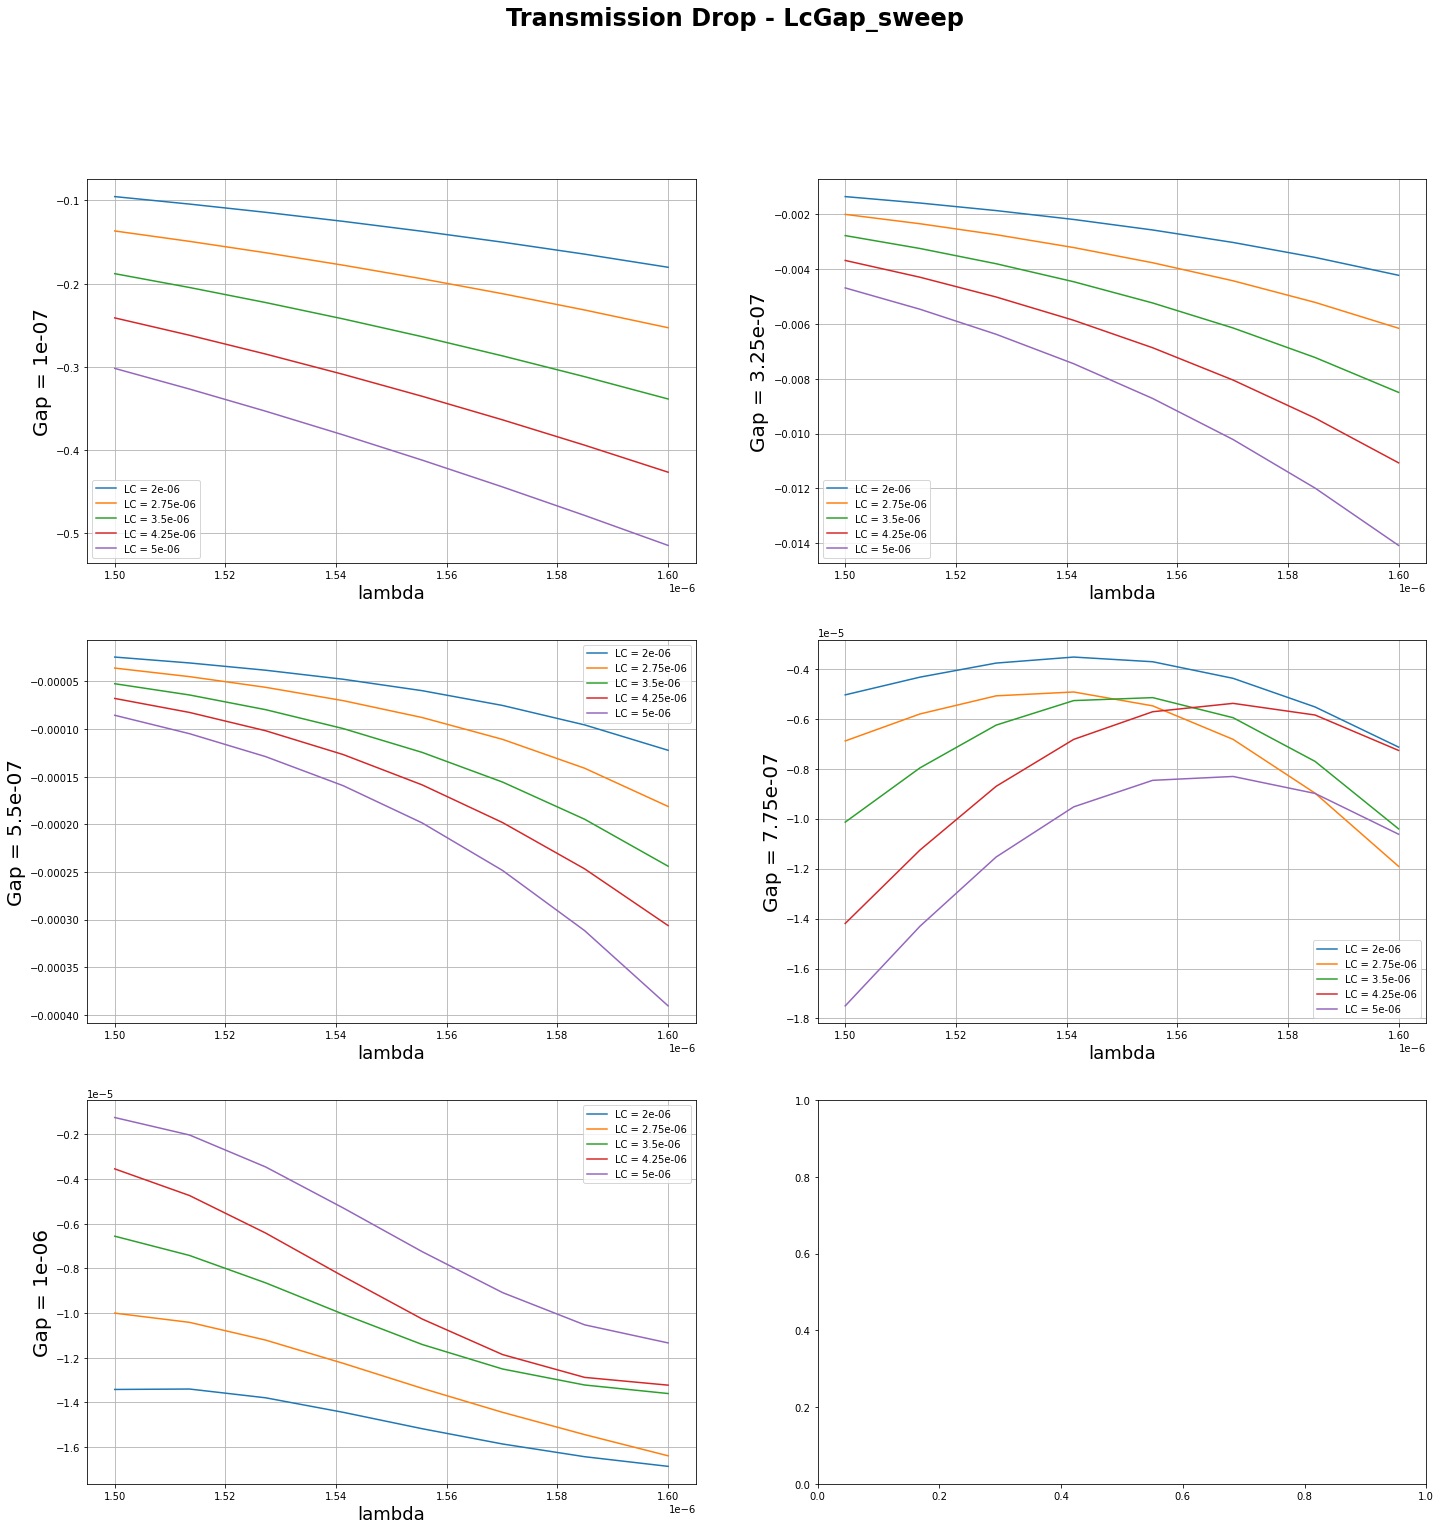 Transmission Drop - LcGap_sweep
Gap = 1e-07
−0.1
−0.2
−0.3
−0.4
−0.5
LC = 2e-06
LC = 2.75e-06
LC = 3.5e-06
LC = 4.25e-06
LC = 5e-06
1.50 1.52 1.54 1.56 1.58 1.60
1e−6
lambda
Gap = 3.25e-07
−0.002
−0.004
−0.006
−0.008
−0.010
−0.012
−0.014
LC = 2e-06
LC = 2.75e-06
LC = 3.5e-06
LC = 4.25e-06
LC = 5e-06
1.50 1.52 1.54 1.56 1.58 1.60
1e−6
lambda
Gap = 5.5e-07
−0.00005
−0.00010
−0.00015
−0.00020
−0.00025
−0.00030
−0.00035
−0.00040
LC = 2e-06
LC = 2.75e-06
LC = 3.5e-06
LC = 4.25e-06
LC = 5e-06
1.50 1.52 1.54 1.56 1.58 1.60
1e−6
lambda
1e−5
Gap = 7.75e-07
−0.4
−0.6
−0.8
−1.0
−1.2
−1.4
−1.6
−1.8
LC = 2e-06
LC = 2.75e-06
LC = 3.5e-06
LC = 4.25e-06
LC = 5e-06
1.50 1.52 1.54 1.56 1.58 1.60
1e−6
lambda
1e−5
Gap = 1e-06
−0.2
−0.4
−0.6
−0.8
−1.0
−1.2
−1.4
−1.6
LC = 2e-06
LC = 2.75e-06
LC = 3.5e-06
LC = 4.25e-06
LC = 5e-06
1.50 1.52 1.54 1.56 1.58 1.60
1e−6
lambda
1.0
0.8
0.6
0.4
0.2
0.0
0.0 0.2 0.4 0.6 0.8 1.0